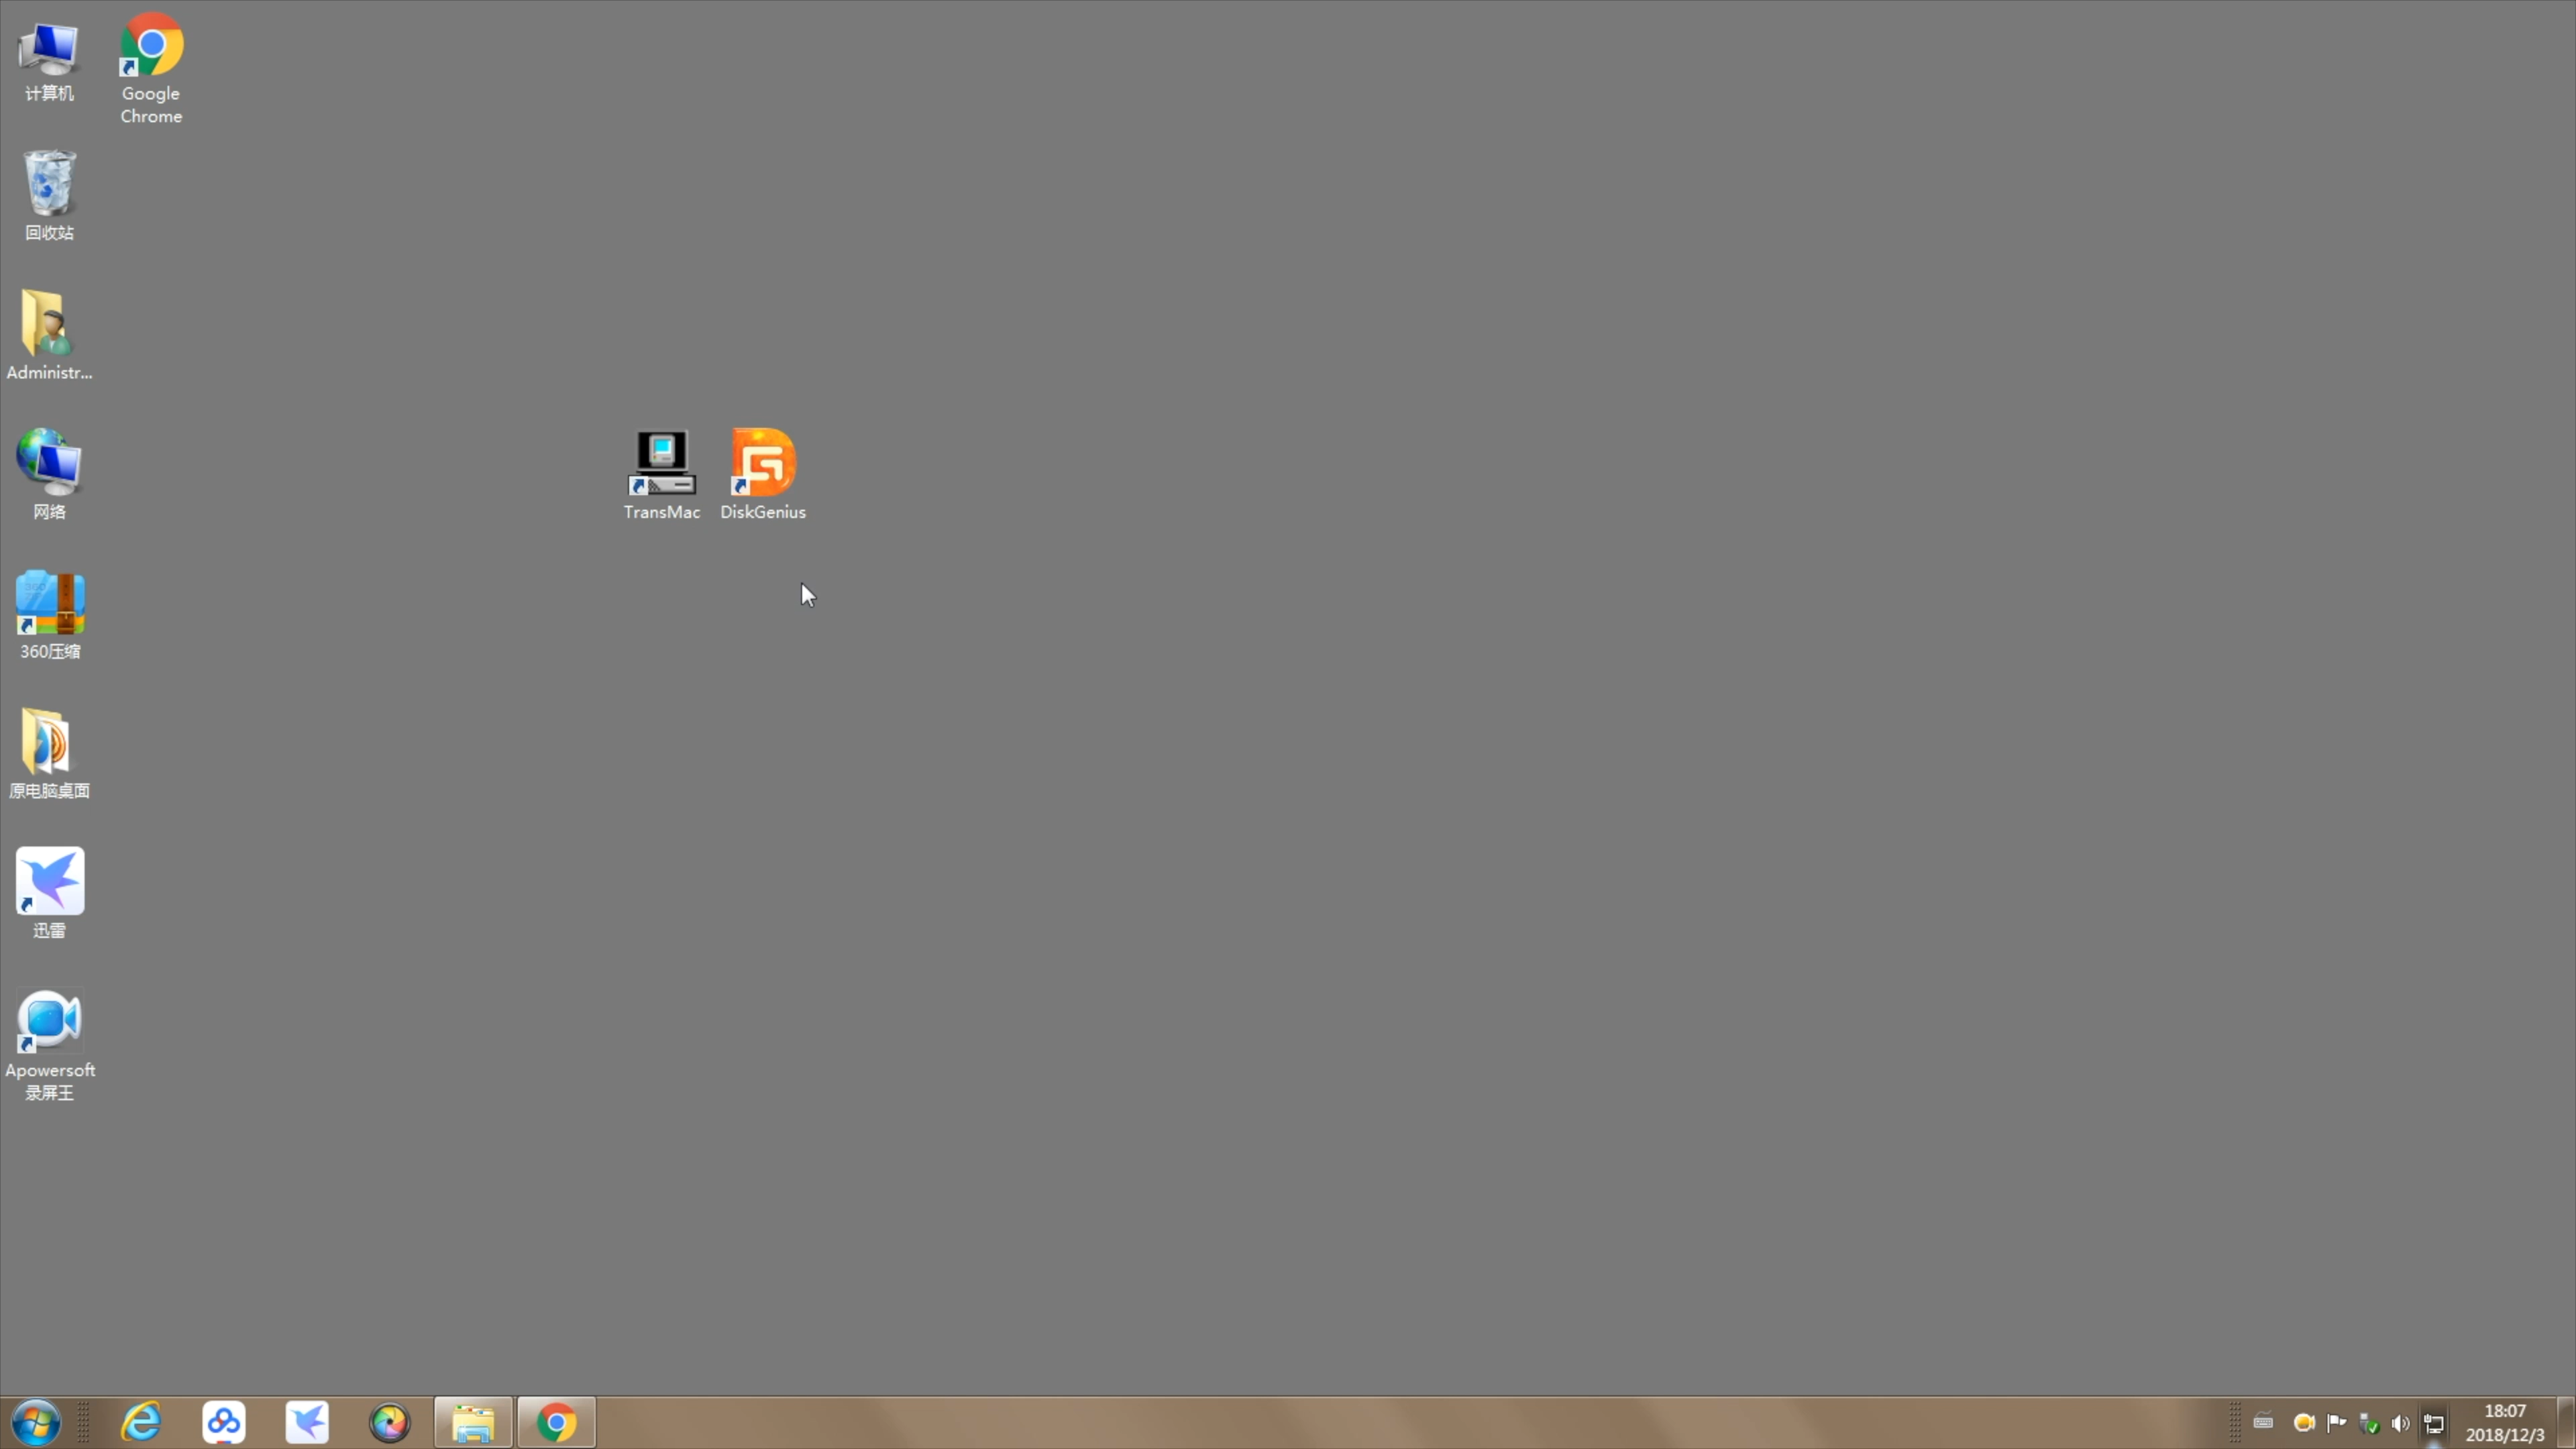 计算机
Google
Chrome
回收站
Administr...
网络
TransMac
DiskGenius
360压缩
原电脑桌面
迅雷
Apowersoft
录屏王
18:07
2018/12/3